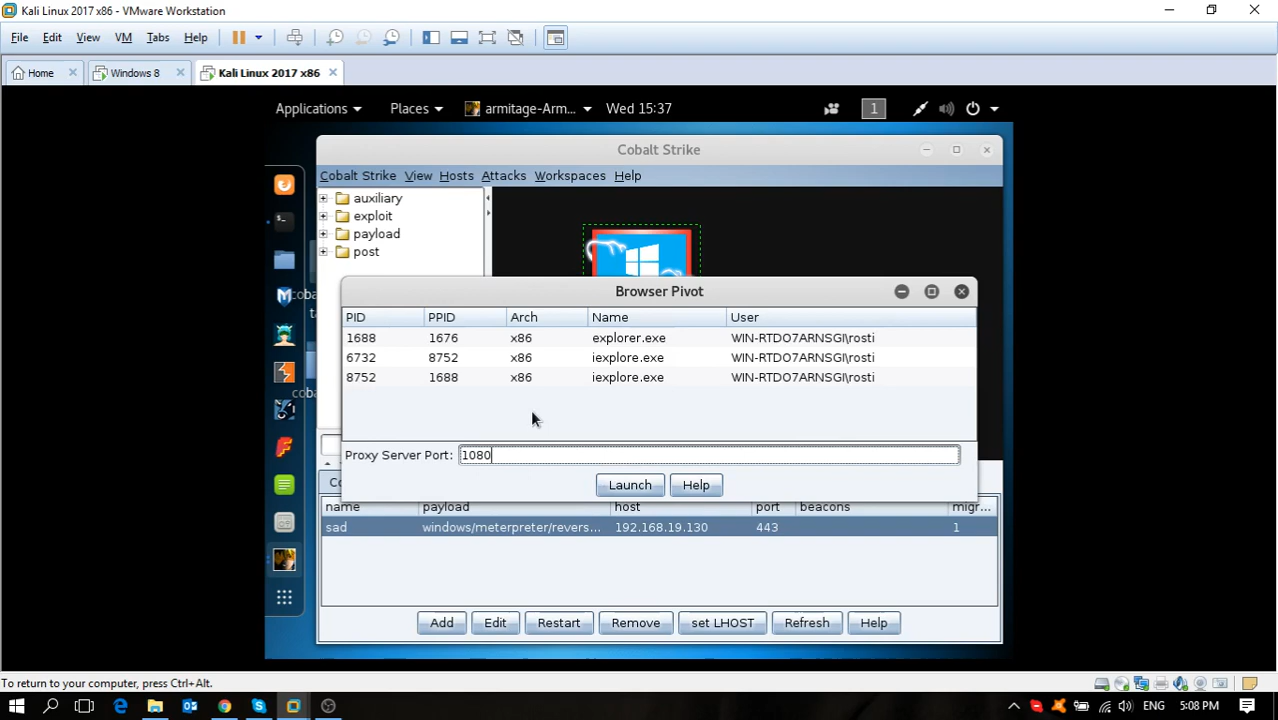 Kali Linux 2017 x86 - VMware Workstation
File Edit View VM Tabs Help
Home Windows 8 Kali Linux 2017 x86
Applications Places armitage-Arm... Wed 15:37 1
Cobalt Strike
Cobalt Strike View Hosts Attacks Workspaces Help
auxiliary
exploit
payload
post
Browser Pivot
PID PPID Arch Name User
1688 1676 x86 explorer.exe WIN-RTDO7ARNSGI\rosti
6732 8752 x86 iexplore.exe WIN-RTDO7ARNSGI\rosti
8752 1688 x86 iexplore.exe WIN-RTDO7ARNSGI\rosti
Proxy Server Port: 1080
Launch Help
name payload host port beacons migr...
sad windows/meterpreter/revers... 192.168.19.130 443 1
Add Edit Restart Remove set LHOST Refresh Help
To return to your computer, press Ctrl+Alt.
5:08 PM